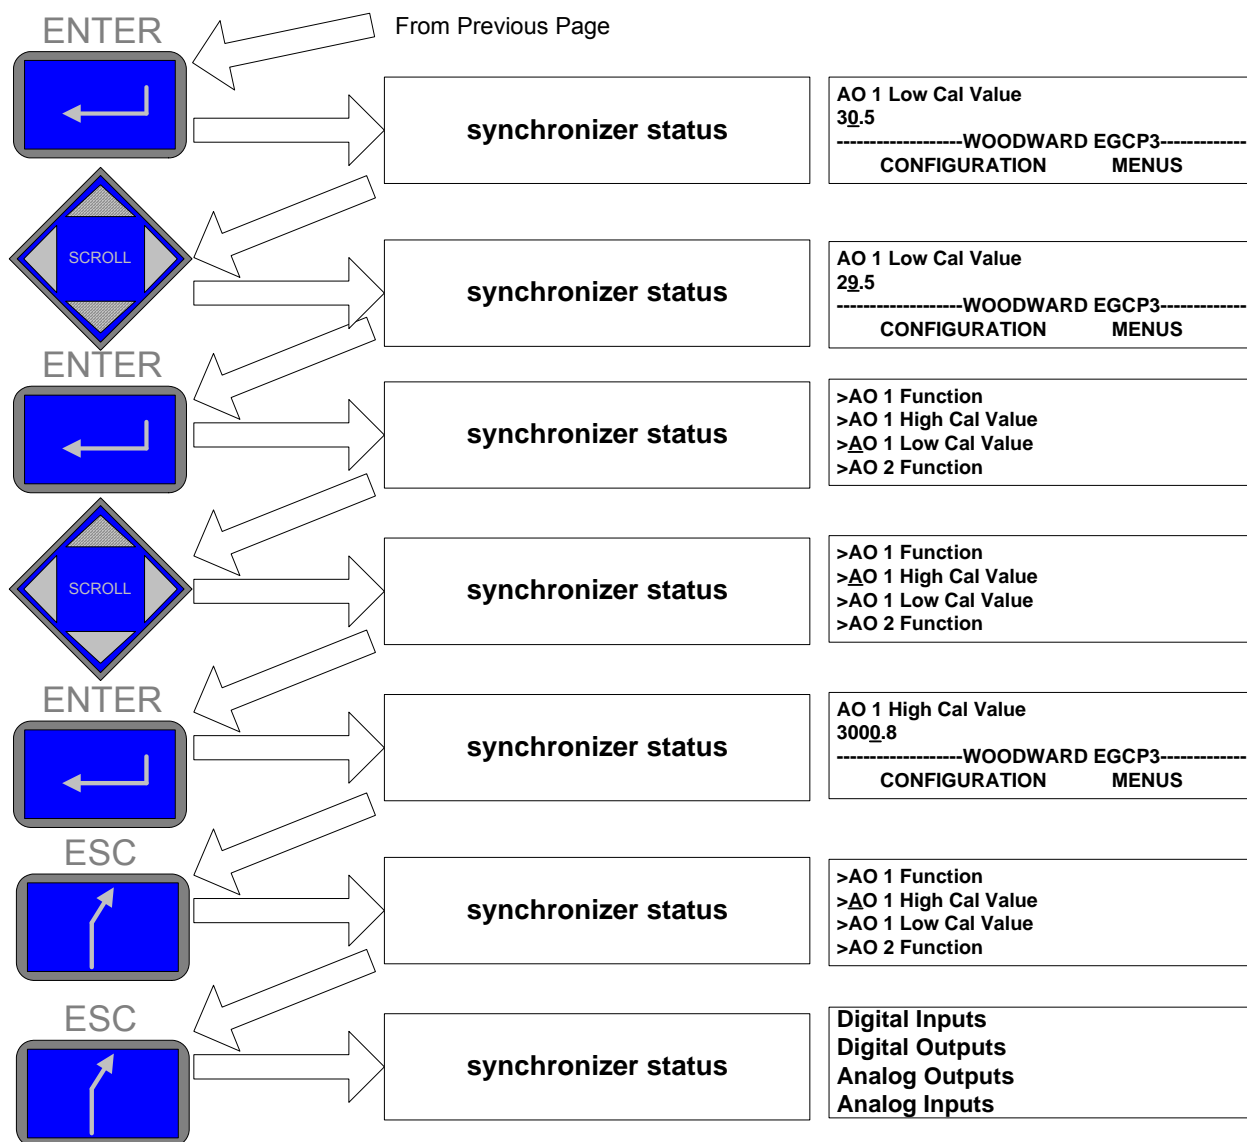 ENTER
From Previous Page
synchronizer status
AO 1 Low Cal Value
30.5
-------------------WOODWARD EGCP3-------------
CONFIGURATION MENUS
SCROLL
synchronizer status
AO 1 Low Cal Value
29.5
-------------------WOODWARD EGCP3-------------
CONFIGURATION MENUS
ENTER
synchronizer status
>AO 1 Function
>AO 1 High Cal Value
>AO 1 Low Cal Value
>AO 2 Function
SCROLL
synchronizer status
>AO 1 Function
>AO 1 High Cal Value
>AO 1 Low Cal Value
>AO 2 Function
ENTER
synchronizer status
AO 1 High Cal Value
3000.8
-------------------WOODWARD EGCP3-------------
CONFIGURATION MENUS
ESC
synchronizer status
>AO 1 Function
>AO 1 High Cal Value
>AO 1 Low Cal Value
>AO 2 Function
ESC
synchronizer status
Digital Inputs
Digital Outputs
Analog Outputs
Analog Inputs